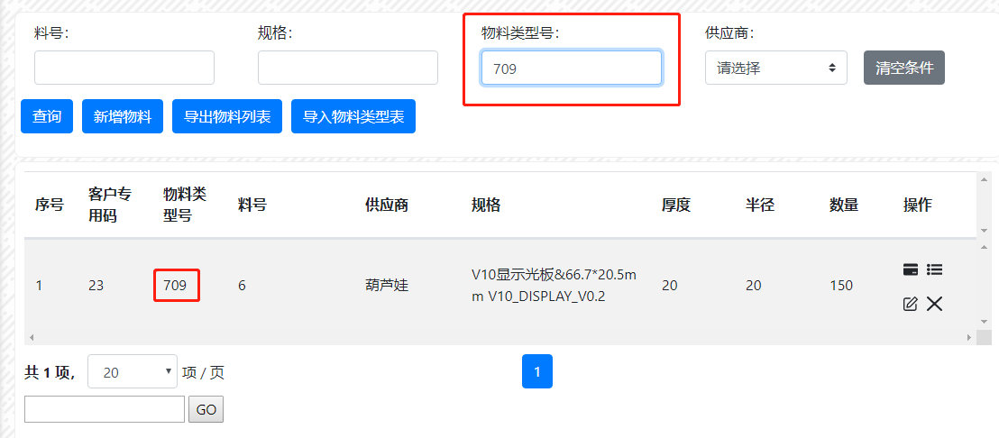 料号:
规格:
物料类型号:
供应商:
709
请选择
清空条件
查询
新增物料
导出物料列表
导入物料类型表
序号
客户专
用码
物料类
型号
料号
供应商
规格
厚度
半径
数量
操作
1
23
709
6
葫芦娃
V10显示光板&66.7*20.5m
m V10_DISPLAY_V0.2
20
20
150
共 1 项,
20
项 / 页
1
GO